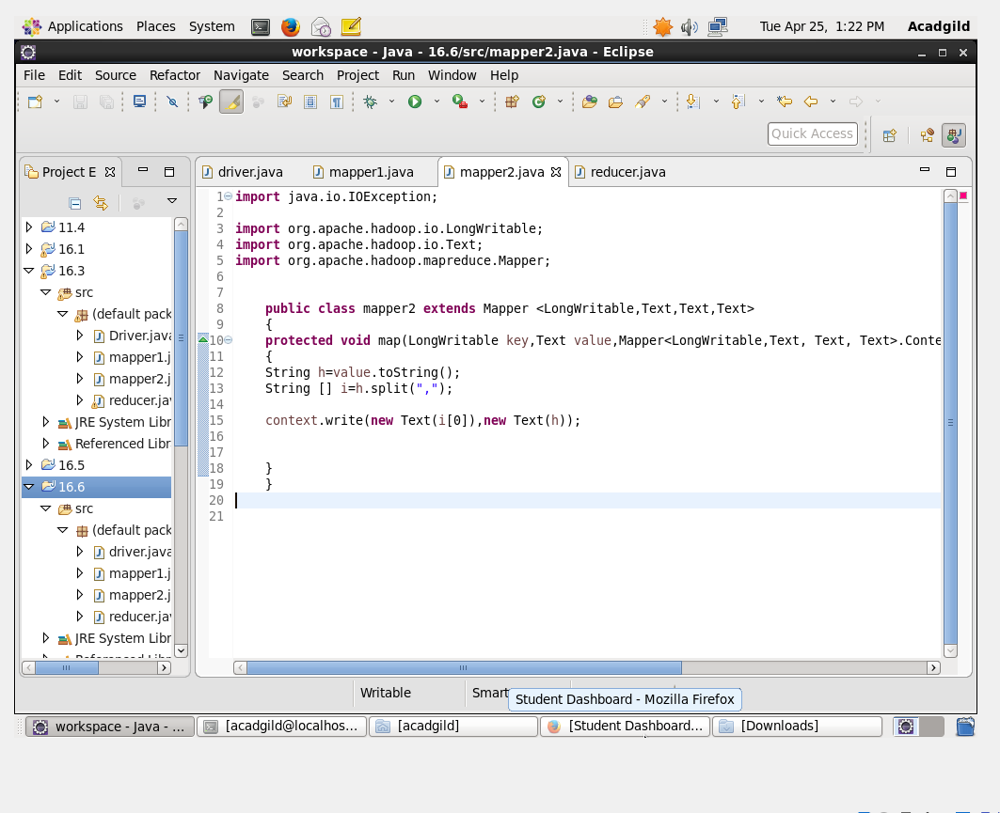 Applications Places System Tue Apr 25, 1:22 PM Acadgild
workspace - Java - 16.6/src/mapper2.java - Eclipse
File Edit Source Refactor Navigate Search Project Run Window Help
Quick Access
Project E
driver.java mapper1.java mapper2.java reducer.java
11.4
16.1
16.3
src
(default pack
Driver.java
mapper1.j
mapper2.j
reducer.jav
JRE System Libr
Referenced Libr
16.5
16.6
src
(default pack
driver.java
mapper1.j
mapper2.j
reducer.jav
JRE System Libr
Referenced Libr
1 import java.io.IOException;
2
3 import org.apache.hadoop.io.LongWritable;
4 import org.apache.hadoop.io.Text;
5 import org.apache.hadoop.mapreduce.Mapper;
6
7
8 public class mapper2 extends Mapper <LongWritable,Text,Text,Text>
9 {
10 protected void map(LongWritable key,Text value,Mapper<LongWritable,Text, Text, Text>.Conte
11 {
12 String h=value.toString();
13 String [] i=h.split(",");
14
15 context.write(new Text(i[0]),new Text(h));
16
17
18 }
19 }
20
21
Writable Smart
Student Dashboard - Mozilla Firefox
workspace - Java - ... [acadgild@localhos... [acadgild] [Student Dashboard... [Downloads]